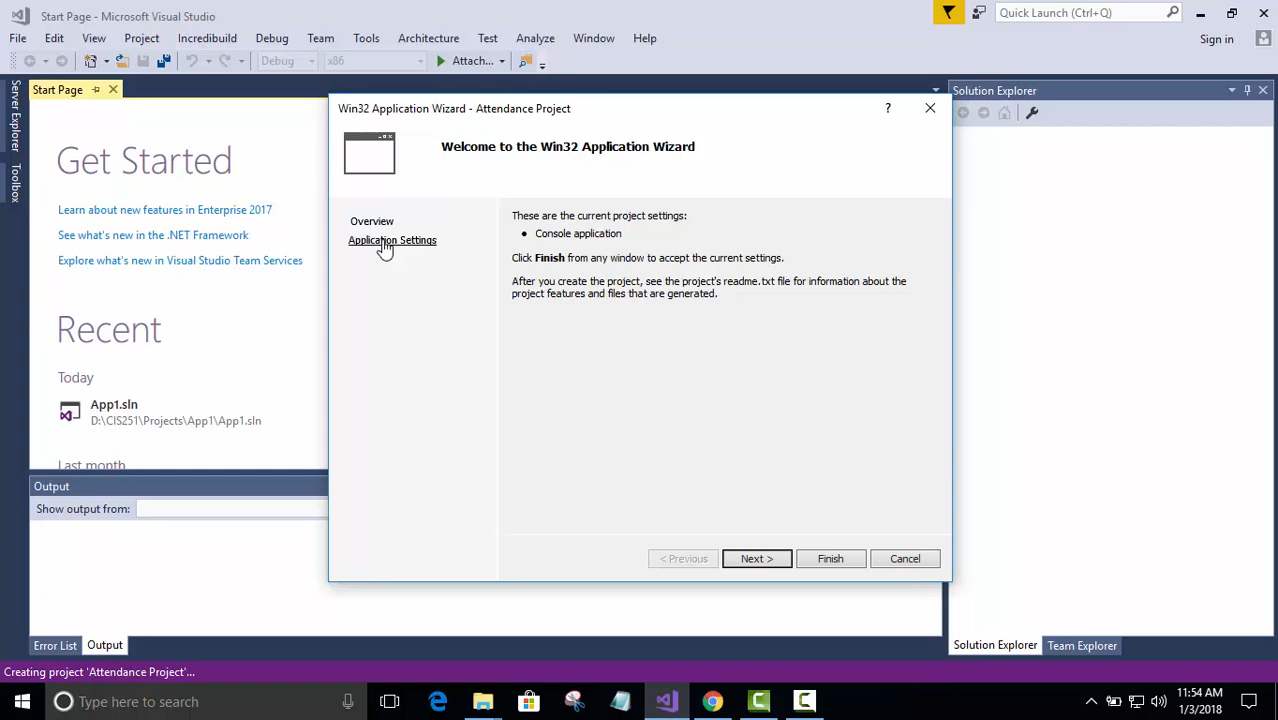 Start Page - Microsoft Visual Studio
Quick Launch (Ctrl+Q)
File Edit View Project Incredibuild Debug Team Tools Architecture Test Analyze Window Help
Sign in
Debug x86 Attach...
Server Explorer
Toolbox
Start Page
Get Started
Learn about new features in Enterprise 2017
See what's new in the .NET Framework
Explore what's new in Visual Studio Team Services
Recent
Today
App1.sln
D:\CIS251\Projects\App1\App1.sln
Last month
Win32 Application Wizard - Attendance Project
?
Welcome to the Win32 Application Wizard
Overview
Application Settings
These are the current project settings:
• Console application
Click Finish from any window to accept the current settings.
After you create the project, see the project's readme.txt file for information about the
project features and files that are generated.
< Previous Next > Finish Cancel
Solution Explorer
Output
Show output from:
Error List Output
Solution Explorer Team Explorer
Creating project 'Attendance Project'...
Type here to search
11:54 AM
1/3/2018